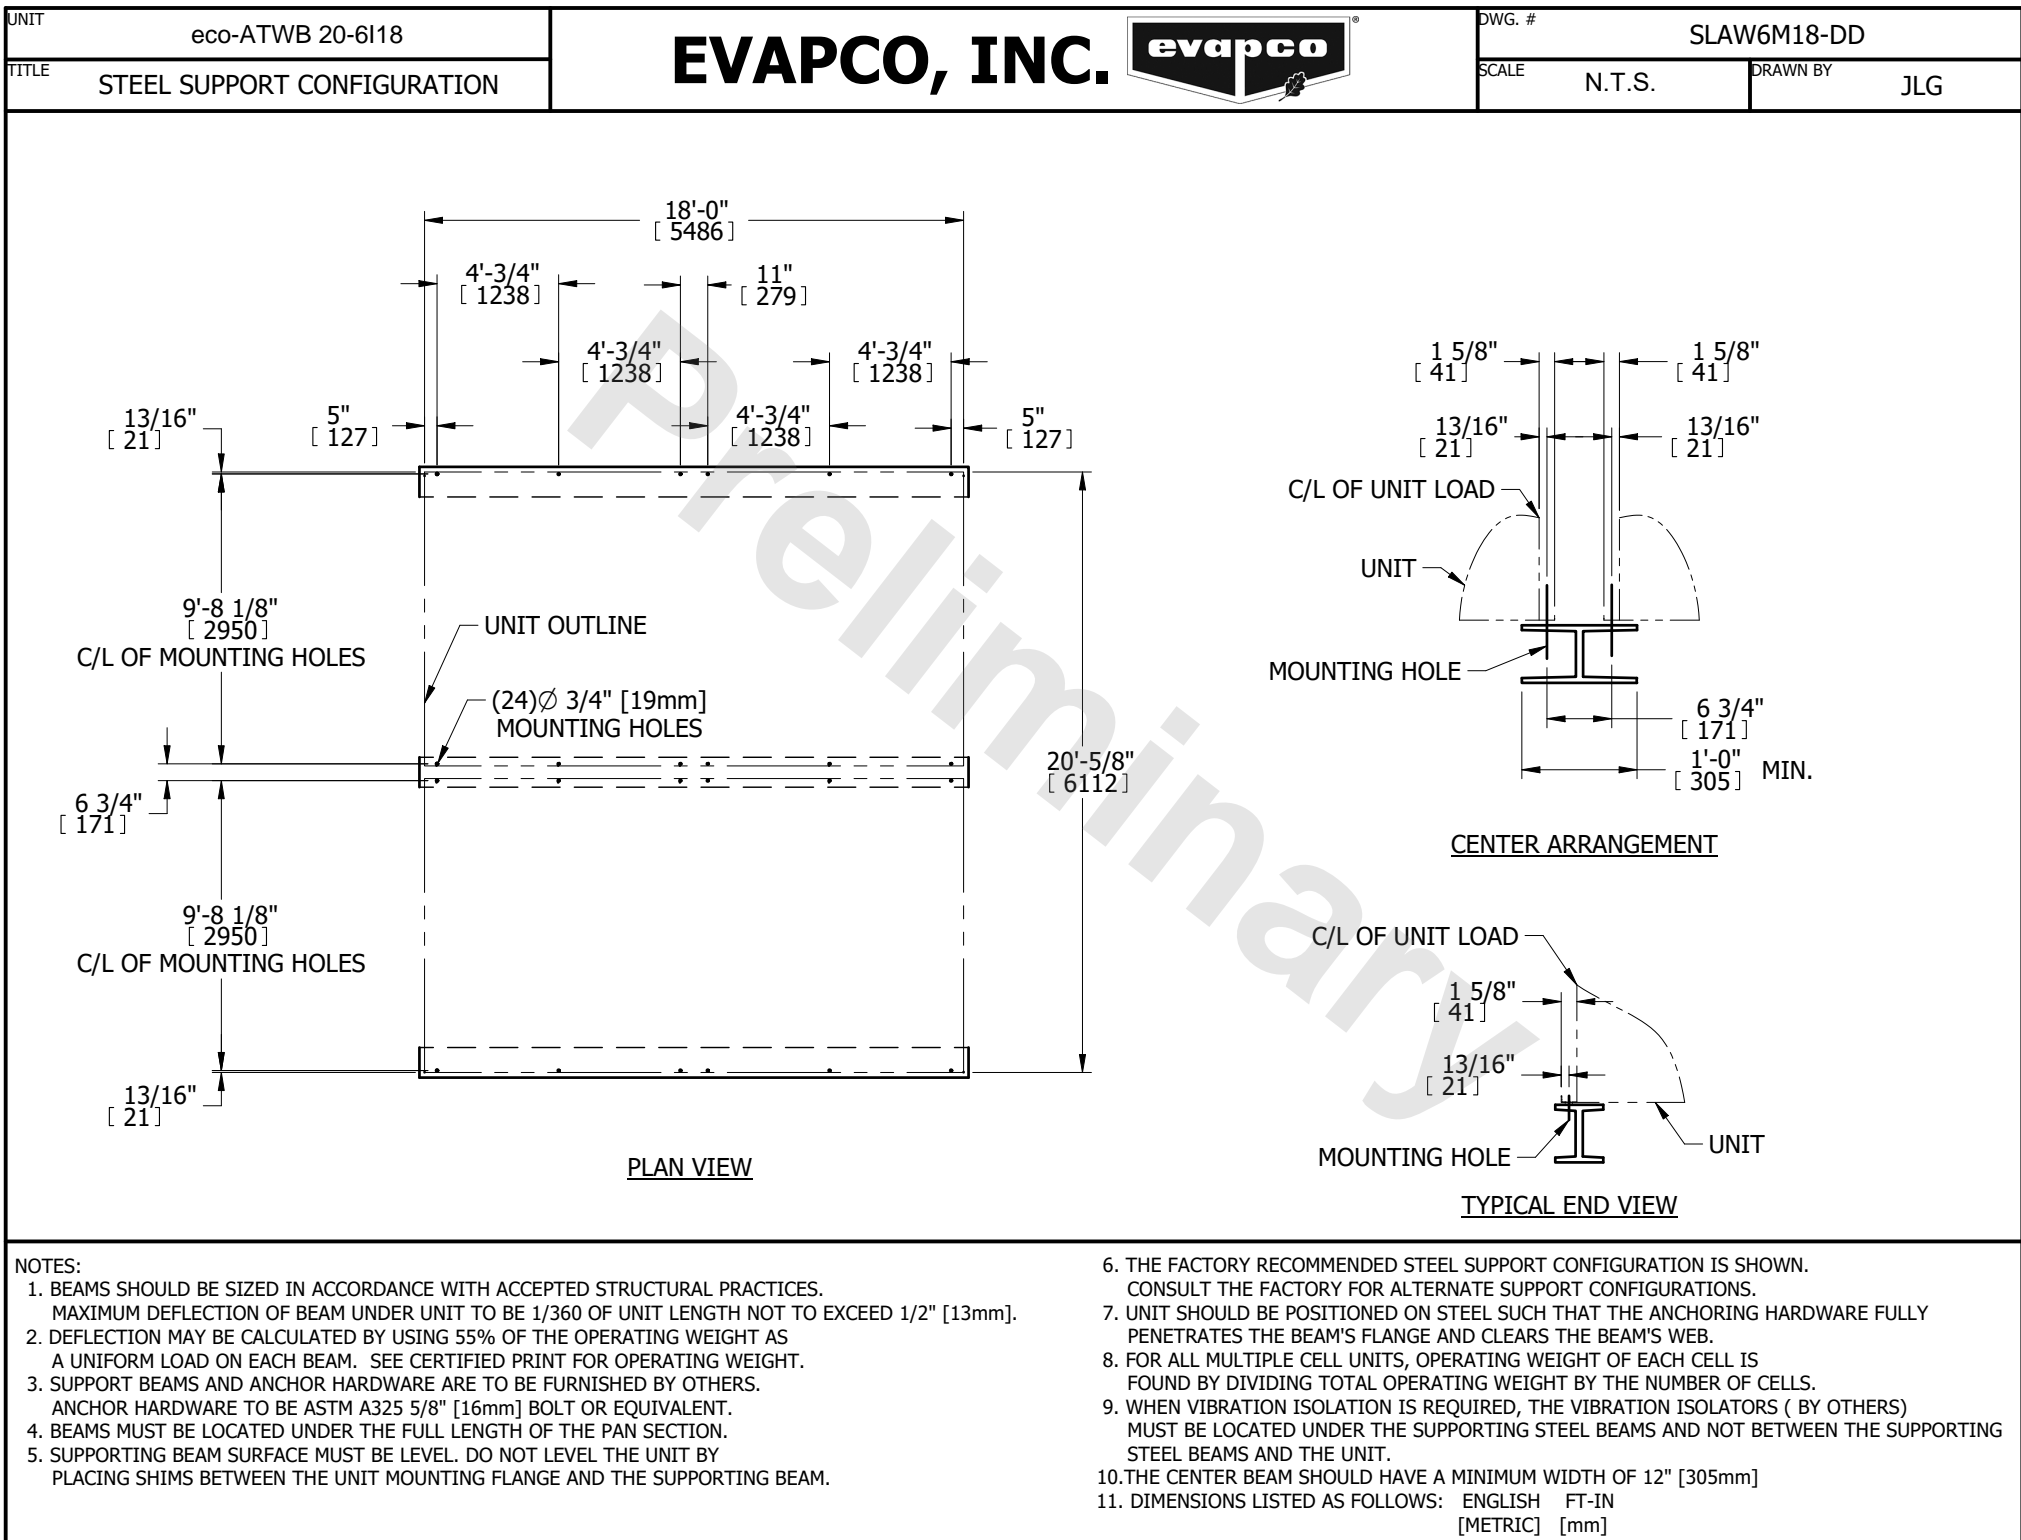 UNIT
eco-ATWB 20-6I18
TITLE
STEEL SUPPORT CONFIGURATION
EVAPCO, INC.
evapco
®
DWG. #
SLAW6M18-DD
SCALE
N.T.S.
DRAWN BY
JLG
18'-0"
[ 5486 ]
4'-3/4"
[ 1238 ]
11"
[ 279 ]
4'-3/4"
[ 1238 ]
4'-3/4"
[ 1238 ]
13/16"
[ 21 ]
5"
[ 127 ]
4'-3/4"
[ 1238 ]
5"
[ 127 ]
9'-8 1/8"
[ 2950 ]
C/L OF MOUNTING HOLES
UNIT OUTLINE
(24)∅ 3/4" [19mm]
MOUNTING HOLES
6 3/4"
[ 171 ]
20'-5/8"
[ 6112 ]
9'-8 1/8"
[ 2950 ]
C/L OF MOUNTING HOLES
13/16"
[ 21 ]
PLAN VIEW
Preliminary
1 5/8"
[ 41 ]
1 5/8"
[ 41 ]
13/16"
[ 21 ]
13/16"
[ 21 ]
C/L OF UNIT LOAD
UNIT
MOUNTING HOLE
6 3/4"
[ 171 ]
1'-0"
[ 305 ] MIN.
CENTER ARRANGEMENT
C/L OF UNIT LOAD
1 5/8"
[ 41 ]
13/16"
[ 21 ]
MOUNTING HOLE
UNIT
TYPICAL END VIEW
NOTES:
1. BEAMS SHOULD BE SIZED IN ACCORDANCE WITH ACCEPTED STRUCTURAL PRACTICES.
MAXIMUM DEFLECTION OF BEAM UNDER UNIT TO BE 1/360 OF UNIT LENGTH NOT TO EXCEED 1/2" [13mm].
2. DEFLECTION MAY BE CALCULATED BY USING 55% OF THE OPERATING WEIGHT AS
A UNIFORM LOAD ON EACH BEAM. SEE CERTIFIED PRINT FOR OPERATING WEIGHT.
3. SUPPORT BEAMS AND ANCHOR HARDWARE ARE TO BE FURNISHED BY OTHERS.
ANCHOR HARDWARE TO BE ASTM A325 5/8" [16mm] BOLT OR EQUIVALENT.
4. BEAMS MUST BE LOCATED UNDER THE FULL LENGTH OF THE PAN SECTION.
5. SUPPORTING BEAM SURFACE MUST BE LEVEL. DO NOT LEVEL THE UNIT BY
PLACING SHIMS BETWEEN THE UNIT MOUNTING FLANGE AND THE SUPPORTING BEAM.
6. THE FACTORY RECOMMENDED STEEL SUPPORT CONFIGURATION IS SHOWN.
CONSULT THE FACTORY FOR ALTERNATE SUPPORT CONFIGURATIONS.
7. UNIT SHOULD BE POSITIONED ON STEEL SUCH THAT THE ANCHORING HARDWARE FULLY
PENETRATES THE BEAM'S FLANGE AND CLEARS THE BEAM'S WEB.
8. FOR ALL MULTIPLE CELL UNITS, OPERATING WEIGHT OF EACH CELL IS
FOUND BY DIVIDING TOTAL OPERATING WEIGHT BY THE NUMBER OF CELLS.
9. WHEN VIBRATION ISOLATION IS REQUIRED, THE VIBRATION ISOLATORS ( BY OTHERS)
MUST BE LOCATED UNDER THE SUPPORTING STEEL BEAMS AND NOT BETWEEN THE SUPPORTING
STEEL BEAMS AND THE UNIT.
10.THE CENTER BEAM SHOULD HAVE A MINIMUM WIDTH OF 12" [305mm]
11. DIMENSIONS LISTED AS FOLLOWS: ENGLISH FT-IN
[METRIC] [mm]